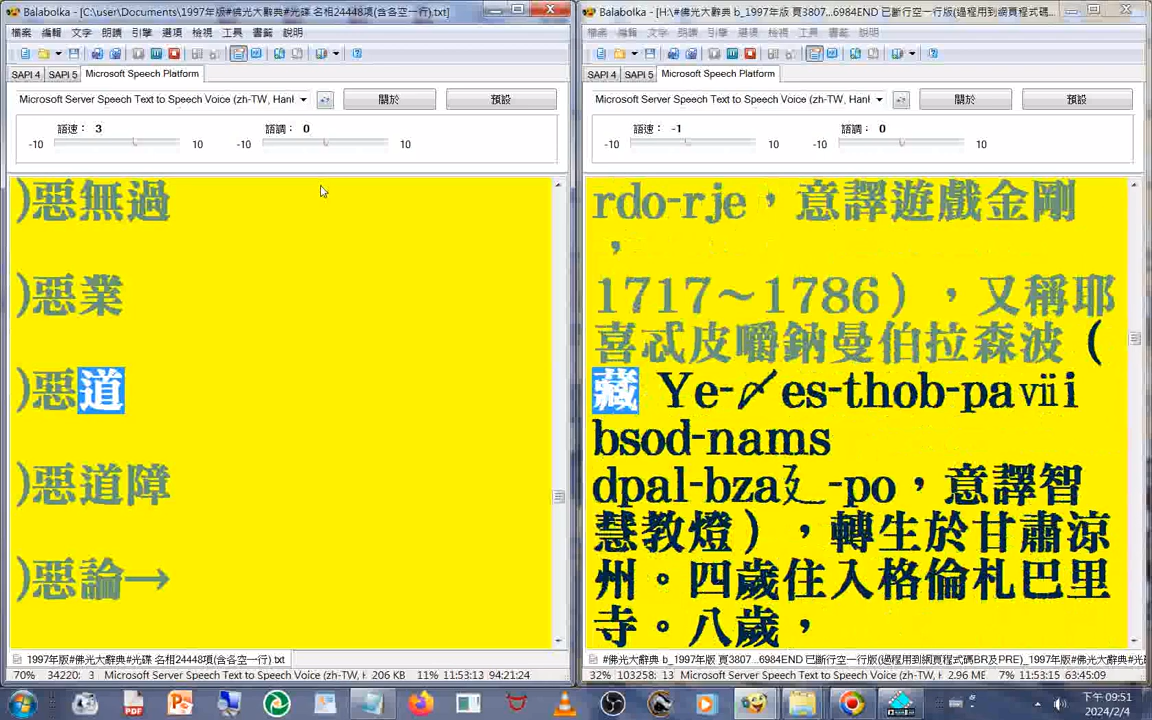 Balabolka - [C:\user\Documents\1997年版#佛光大辭典#光碟 名相24448項(含各空一行).txt]
檔案 編輯 文字 朗讀 引擎 選項 檢視 工具 書籤 說明
SAPI 4 SAPI 5 Microsoft Speech Platform
Microsoft Server Speech Text to Speech Voice (zh-TW, HanH
關於
預設
語速： 3
語調： 0
-10 10 -10 10
)惡無過
)惡業
)惡道
)惡道障
)惡論→
1997年版#佛光大辭典#光碟 名相24448項(含各空一行).txt
70% 34220: 3 Microsoft Server Speech Text to Speech Voice (zh-TW, H 206 KB 11% 11:53:13 94:21:24
Balabolka - [H:\#佛光大辭典 b_1997年版 頁3807...6984END 已斷行空一行版(過程用到網頁程式碼...
檔案 編輯 文字 朗讀 引擎 選項 檢視 工具 書籤 說明
SAPI 4 SAPI 5 Microsoft Speech Platform
Microsoft Server Speech Text to Speech Voice (zh-TW, HanH
關於
預設
語速： -1
語調： 0
-10 10 -10 10
rdo-rje，意譯遊戲金剛
，
1717～1786），又稱耶
喜忒皮嚼鈉曼伯拉森波（
藏 Ye-〆es-thob-paⅶi
bsod-nams
dpal-bza廴-po，意譯智
慧教燈），轉生於甘肅涼
州。四歲住入格倫札巴里
寺。八歲，
#佛光大辭典 b_1997年版 頁3807...6984END 已斷行空一行版(過程用到網頁程式碼BR及PRE)_1997年版#光
32% 103258: 13 Microsoft Server Speech Text to Speech Voice (zh-TW, H 2.96 ME 7% 11:53:15 63:45:09
下午 09:51
2024/2/4